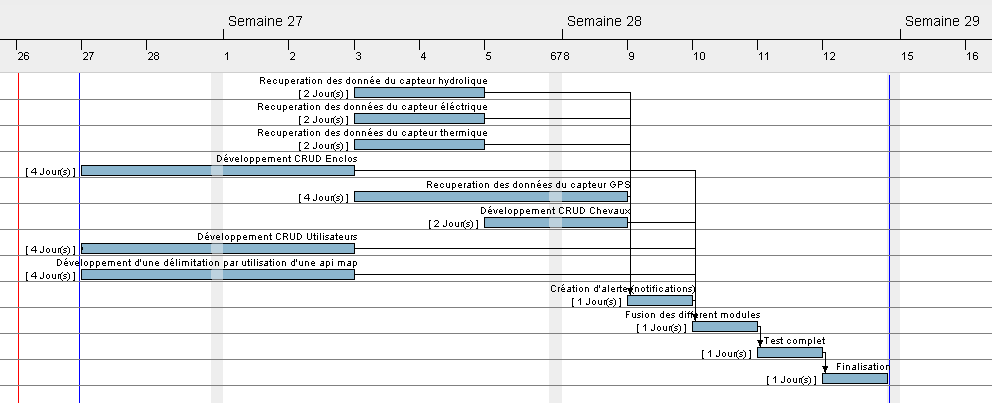 Semaine 27 Semaine 28 Semaine 29
26 27 28 1 2 3 4 5 678 9 10 11 12 15 16
Recuperation des donnée du capteur hydrolique
[ 2 Jour(s) ]
Recuperation des données du capteur éléctrique
[ 2 Jour(s) ]
Recuperation des données du capteur thermique
[ 2 Jour(s) ]
Développement CRUD Enclos
[ 4 Jour(s) ]
Recuperation des données du capteur GPS
[ 4 Jour(s) ]
Développement CRUD Chevaux
[ 2 Jour(s) ]
Développement CRUD Utilisateurs
[ 4 Jour(s) ]
Développement d'une délimitation par utilisation d'une api map
[ 4 Jour(s) ]
Création d'alerte (notifications)
[ 1 Jour(s) ]
Fusion des different modules
[ 1 Jour(s) ]
Test complet
[ 1 Jour(s) ]
Finalisation
[ 1 Jour(s) ]